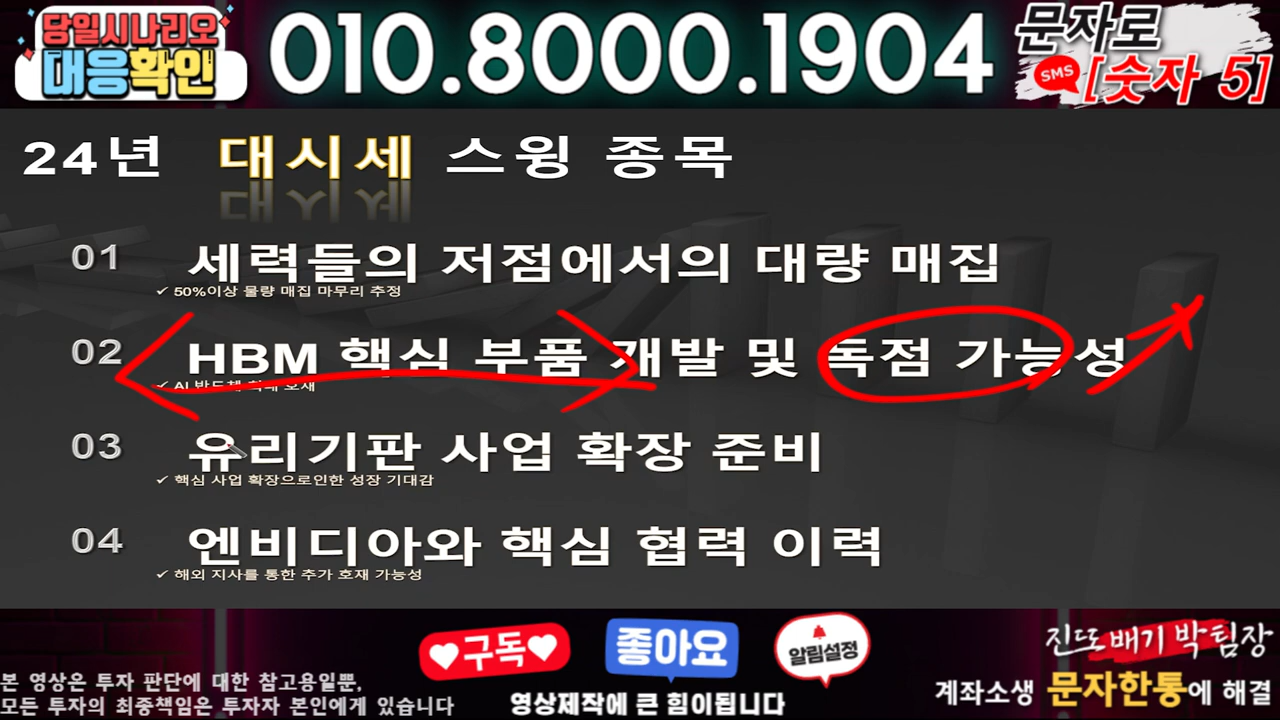 당일시나리오
대응확인
010.8000.1904
문자로
SMS
[숫자 5]
24년 대시세 스윙 종목
01 세력들의 저점에서의 대량 매집
✓ 50%이상 물량 매집 마무리 추정
02 HBM 핵심 부품 개발 및 독점 가능성
✓ AI 반도체 확대 호재
03 유리기판 사업 확장 준비
✓ 핵심 사업 확장으로인한 성장 기대감
04 엔비디아와 핵심 협력 이력
✓ 해외 지사를 통한 추가 호재 가능성
구독
좋아요
알림설정
영상제작에 큰 힘이됩니다
본 영상은 투자 판단에 대한 참고용일뿐,
모든 투자의 최종책임은 투자자 본인에게 있습니다
진또배기 박팀장
계좌소생 문자한통에 해결